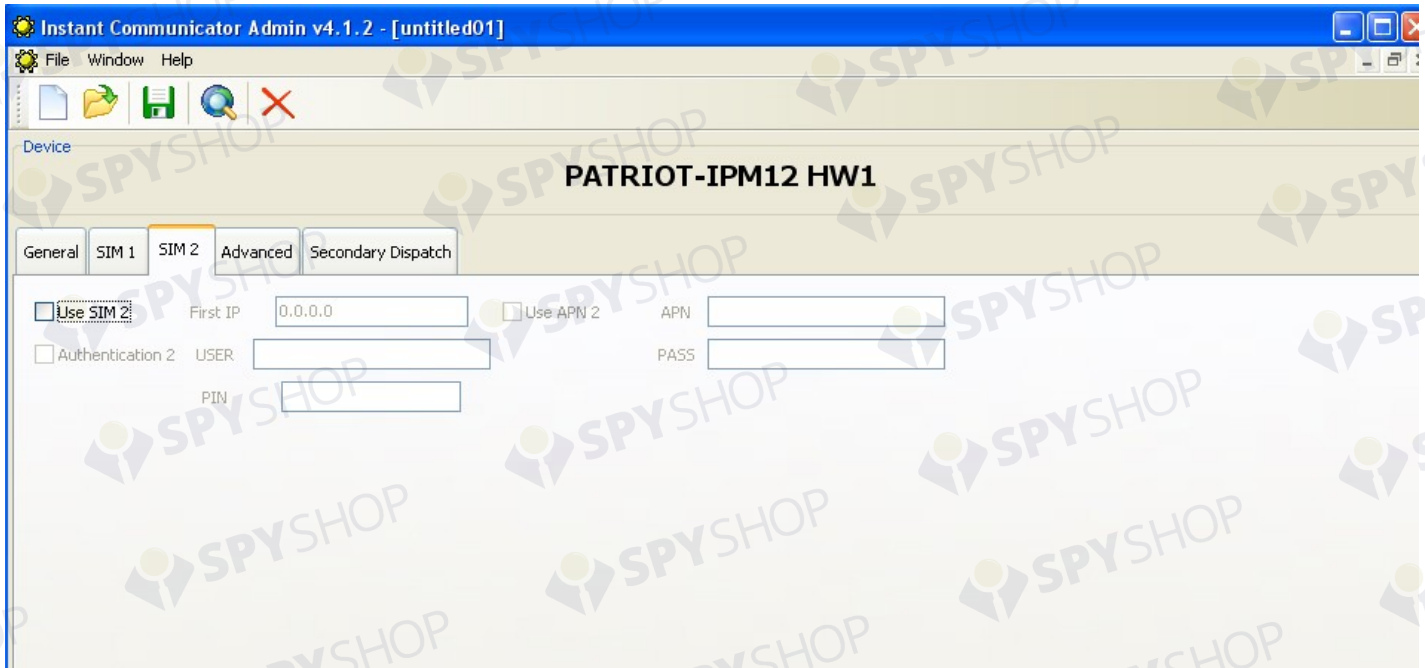 Instant Communicator Admin v4.1.2 - [untitled01]
File Window Help
Device
PATRIOT-IPM12 HW1
General SIM 1 SIM 2 Advanced Secondary Dispatch
Use SIM 2 First IP 0.0.0.0 Use APN 2 APN
Authentication 2 USER PASS
PIN
SPYSHOP